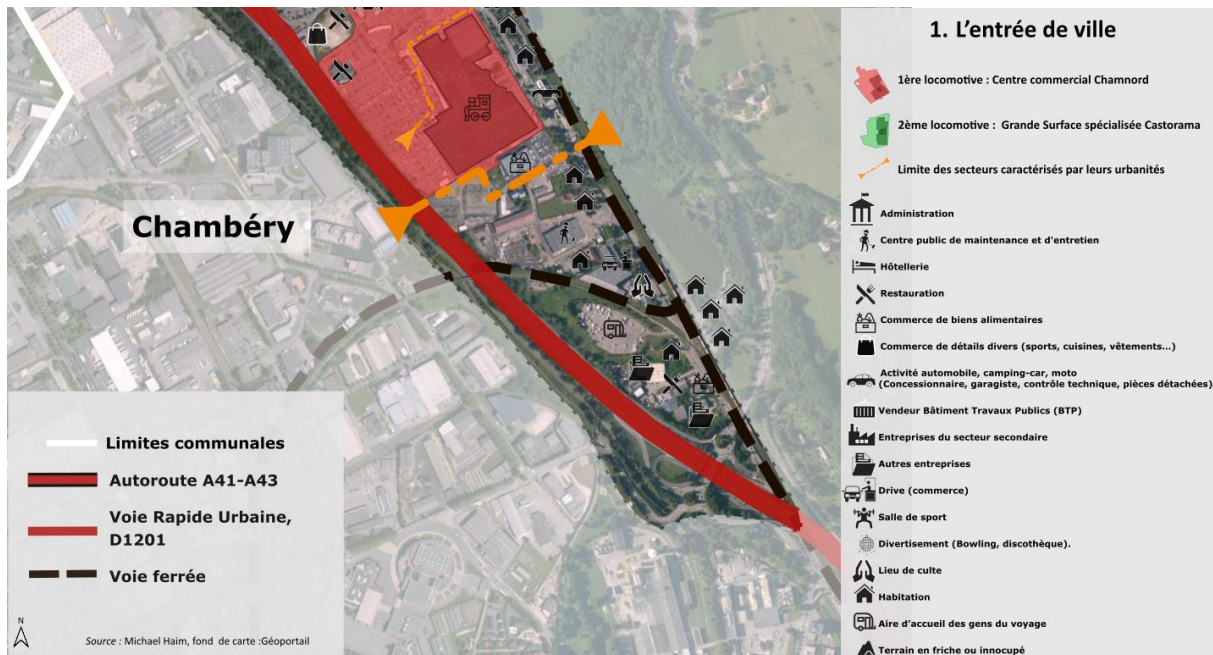 1. L'entrée de ville
1ère locomotive : Centre commercial Chamnord
2ème locomotive : Grande Surface spécialisée Castorama
Limite des secteurs caractérisés par leurs urbanités
Administration
Centre public de maintenance et d'entretien
Hôtellerie
Restauration
Commerce de biens alimentaires
Commerce de détails divers (sports, cuisines, vêtements...)
Activité automobile, camping-car, moto
(Concessionnaire, garagiste, contrôle technique, pièces détachées)
Vendeur Bâtiment Travaux Publics (BTP)
Entreprises du secteur secondaire
Autres entreprises
Drive (commerce)
Salle de sport
Divertisement (Bowling, discothèque).
Lieu de culte
Habitation
Aire d'accueil des gens du voyage
Terrain en friche ou innocupé
Chambéry
Limites communales
Autoroute A41-A43
Voie Rapide Urbaine,
D1201
Voie ferrée
N
Source : Michael Haim, fond de carte :Géoportail